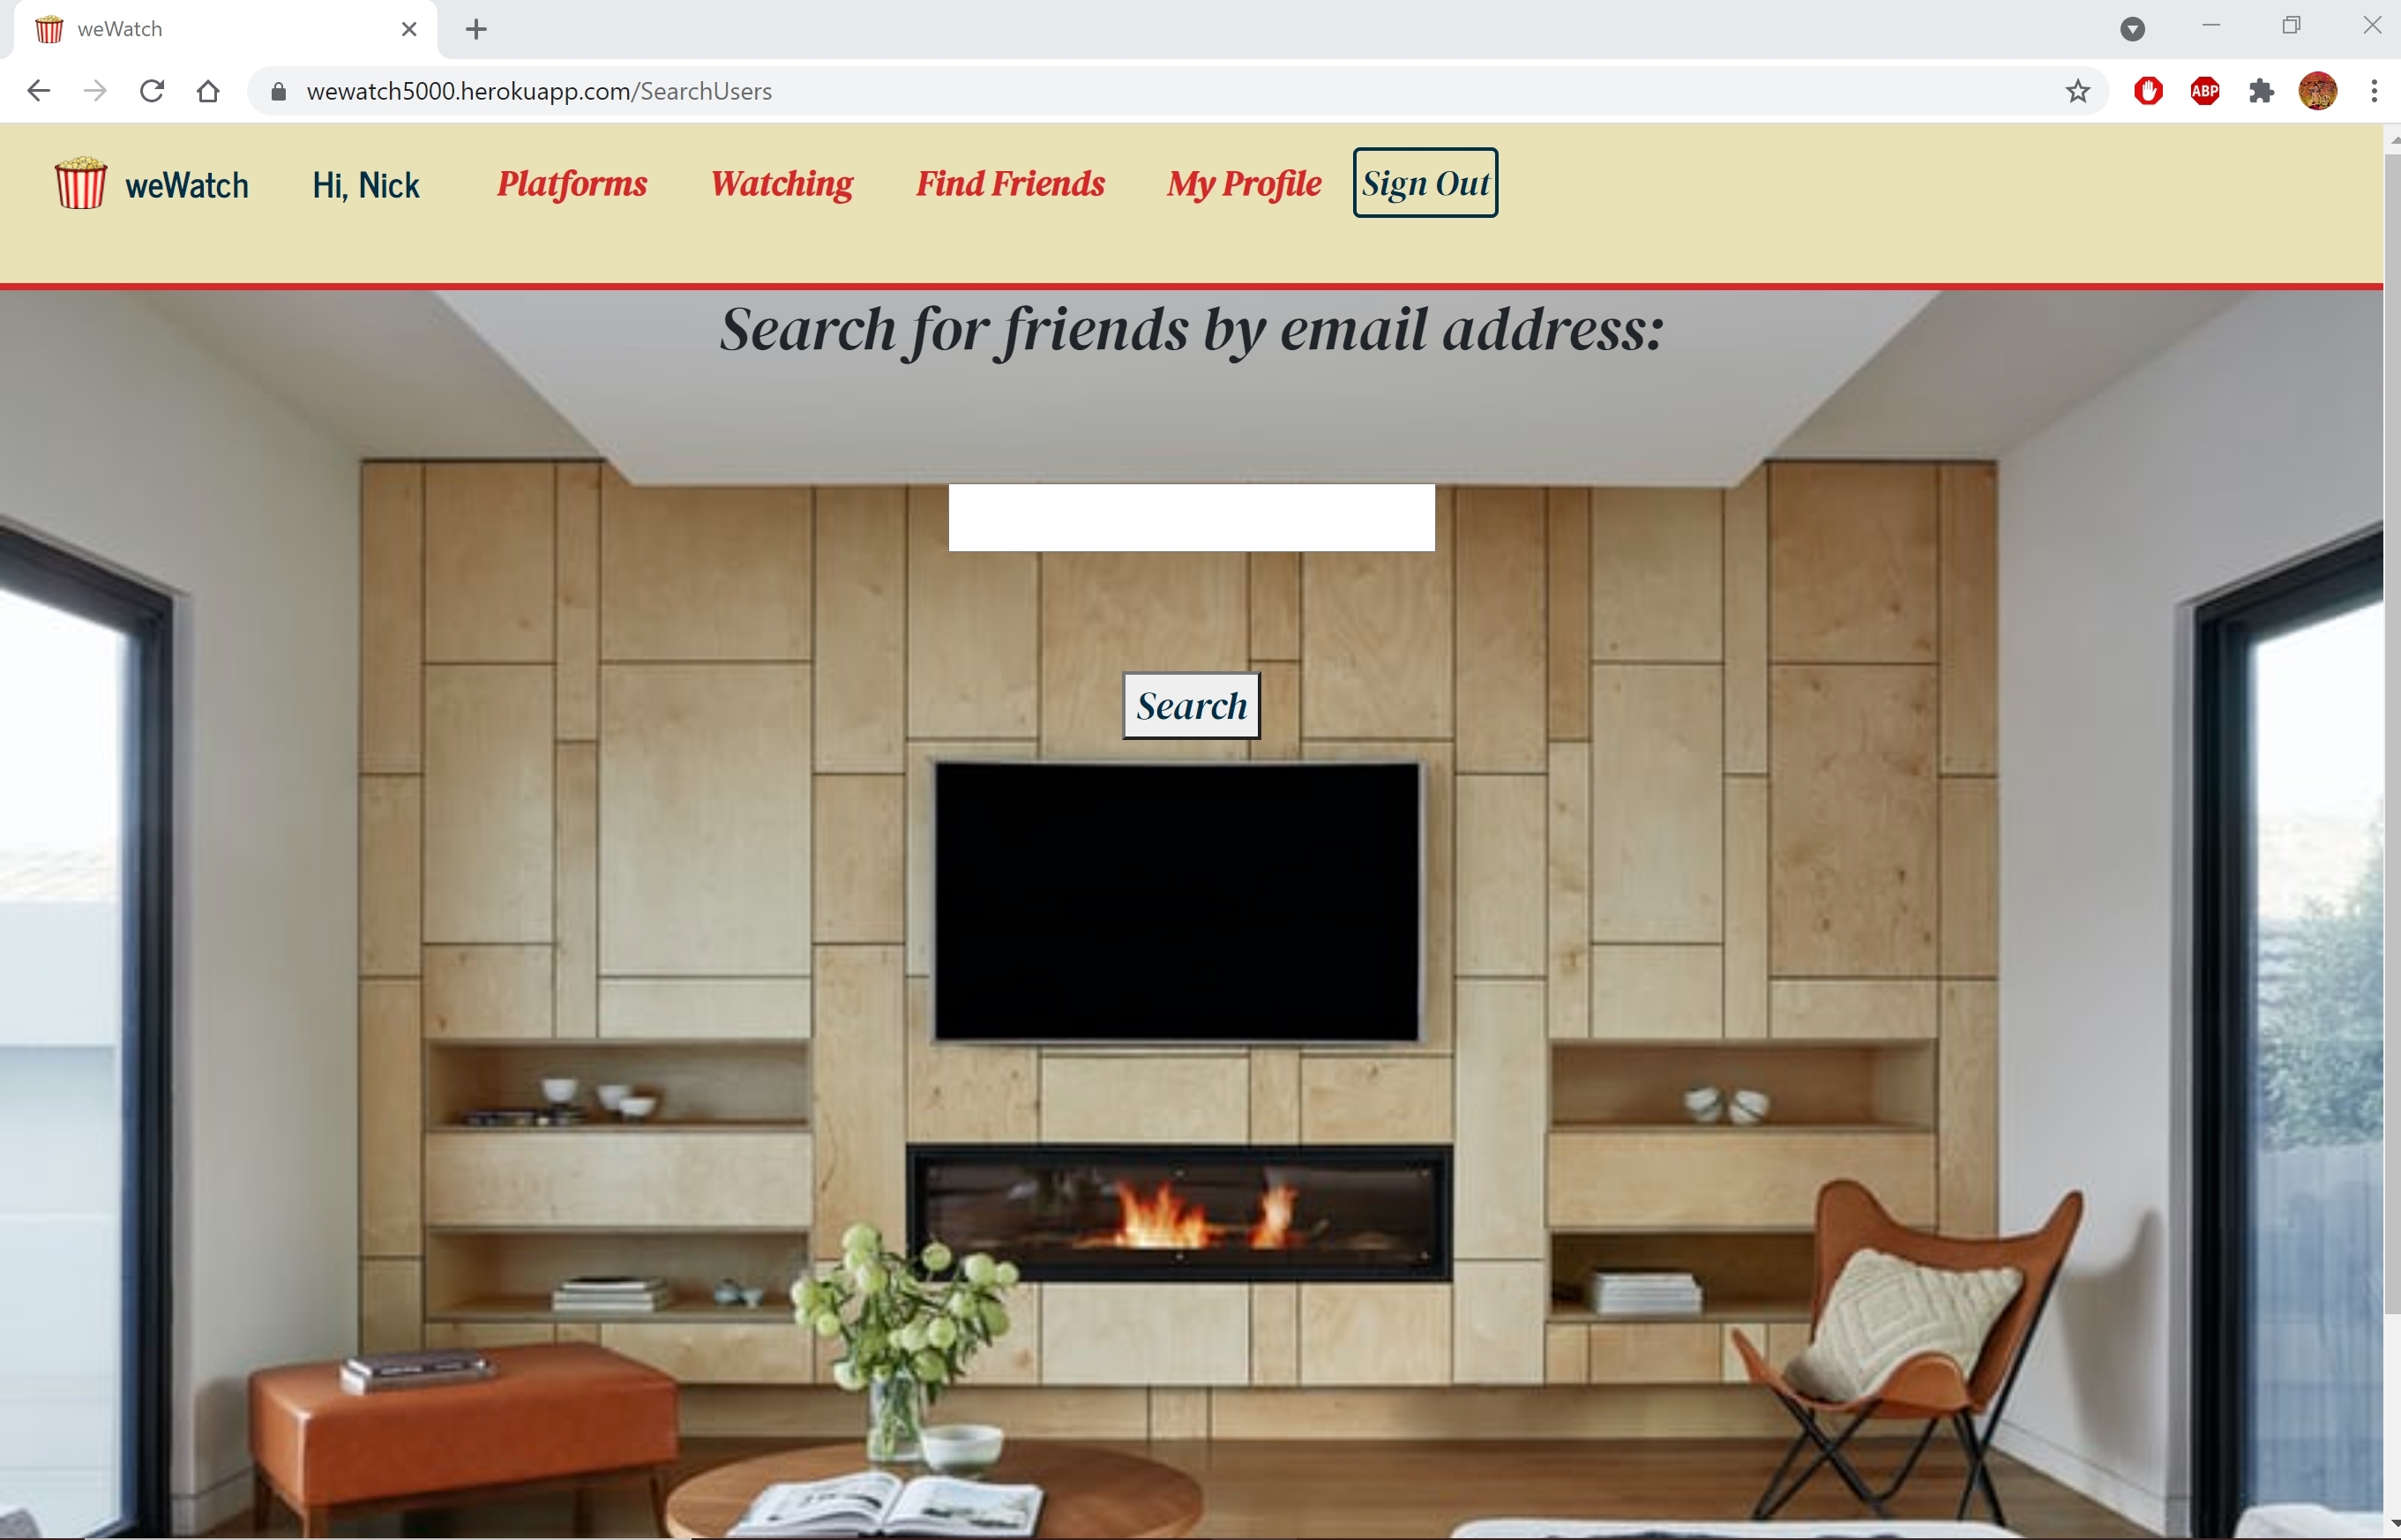 weWatch
wewatch5000.herokuapp.com/SearchUsers
ABP
weWatch Hi, Nick Platforms Watching Find Friends My Profile Sign Out
Search for friends by email address:
Search